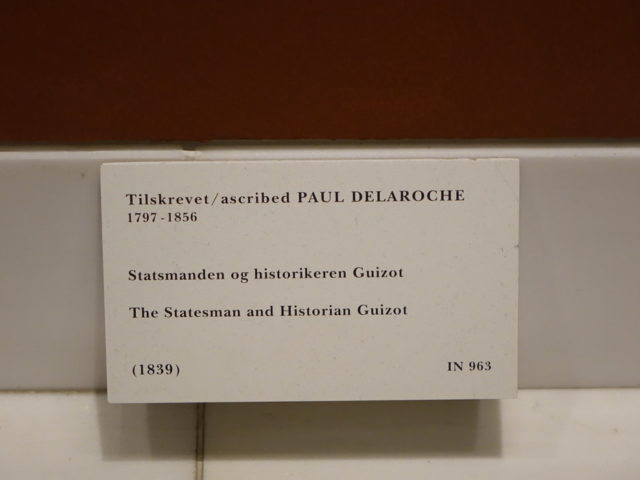 Tilskrevet/ascribed PAUL DELAROCHE
1797-1856
Statsmanden og historikeren Guizot
The Statesman and Historian Guizot
(1839) IN 963